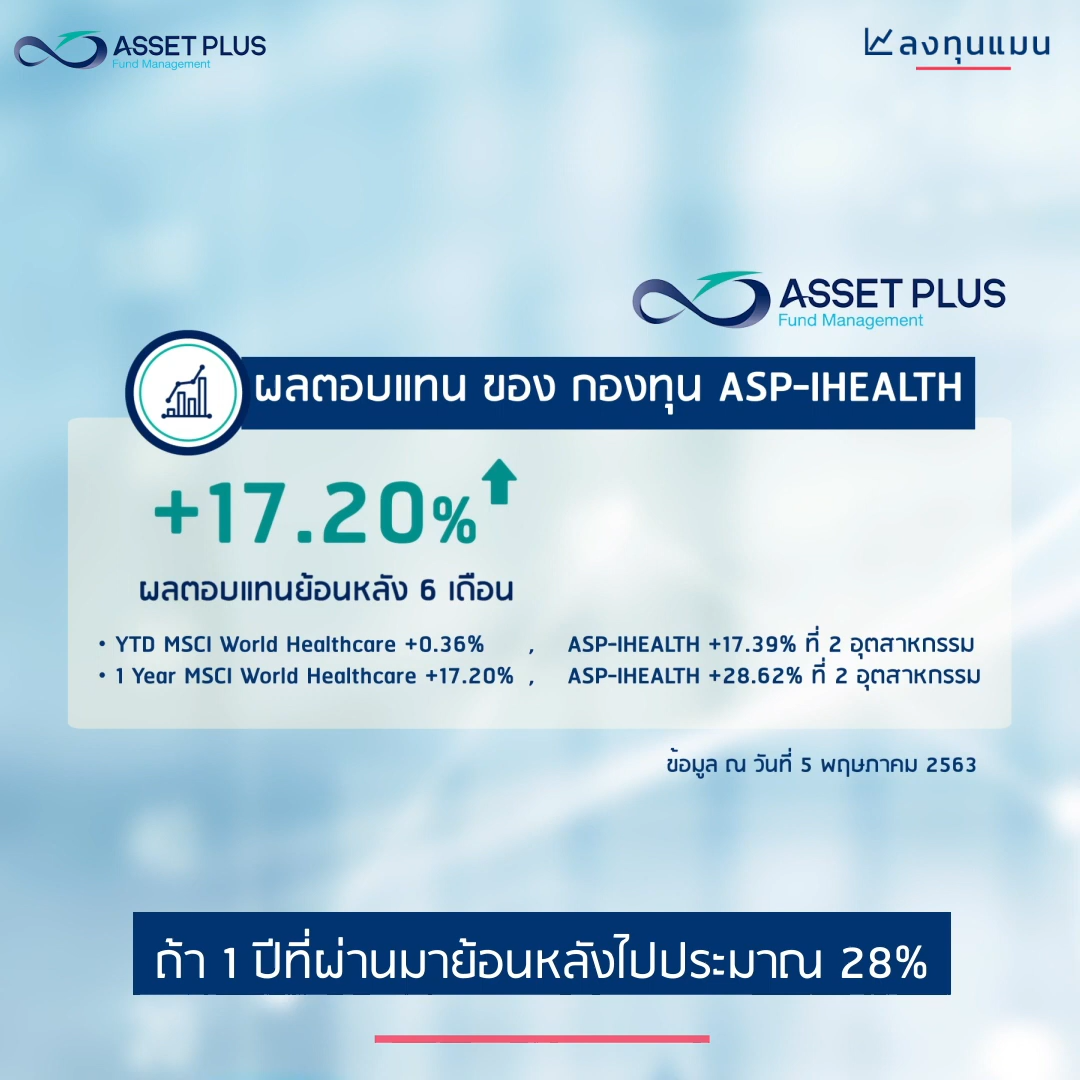 ASSET PLUS
Fund Management
ลงทุนแมน
ASSET PLUS
Fund Management
ผลตอบแทน ของ กองทุน ASP-IHEALTH
+17.20%
ผลตอบแทนย้อนหลัง 6 เดือน
• YTD MSCI World Healthcare +0.36% , ASP-IHEALTH +17.39% ที่ 2 อุตสาหกรรม
• 1 Year MSCI World Healthcare +17.20% , ASP-IHEALTH +28.62% ที่ 2 อุตสาหกรรม
ข้อมูล ณ วันที่ 5 พฤษภาคม 2563
ถ้า 1 ปีที่ผ่านมาย้อนหลังไปประมาณ 28%